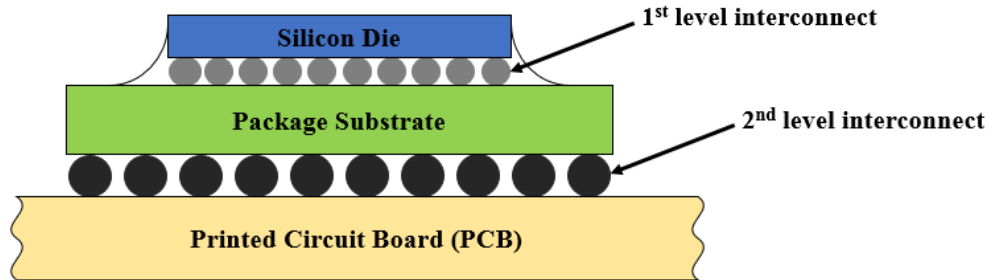 1st level interconnect
Silicon Die
Package Substrate
2nd level interconnect
Printed Circuit Board (PCB)